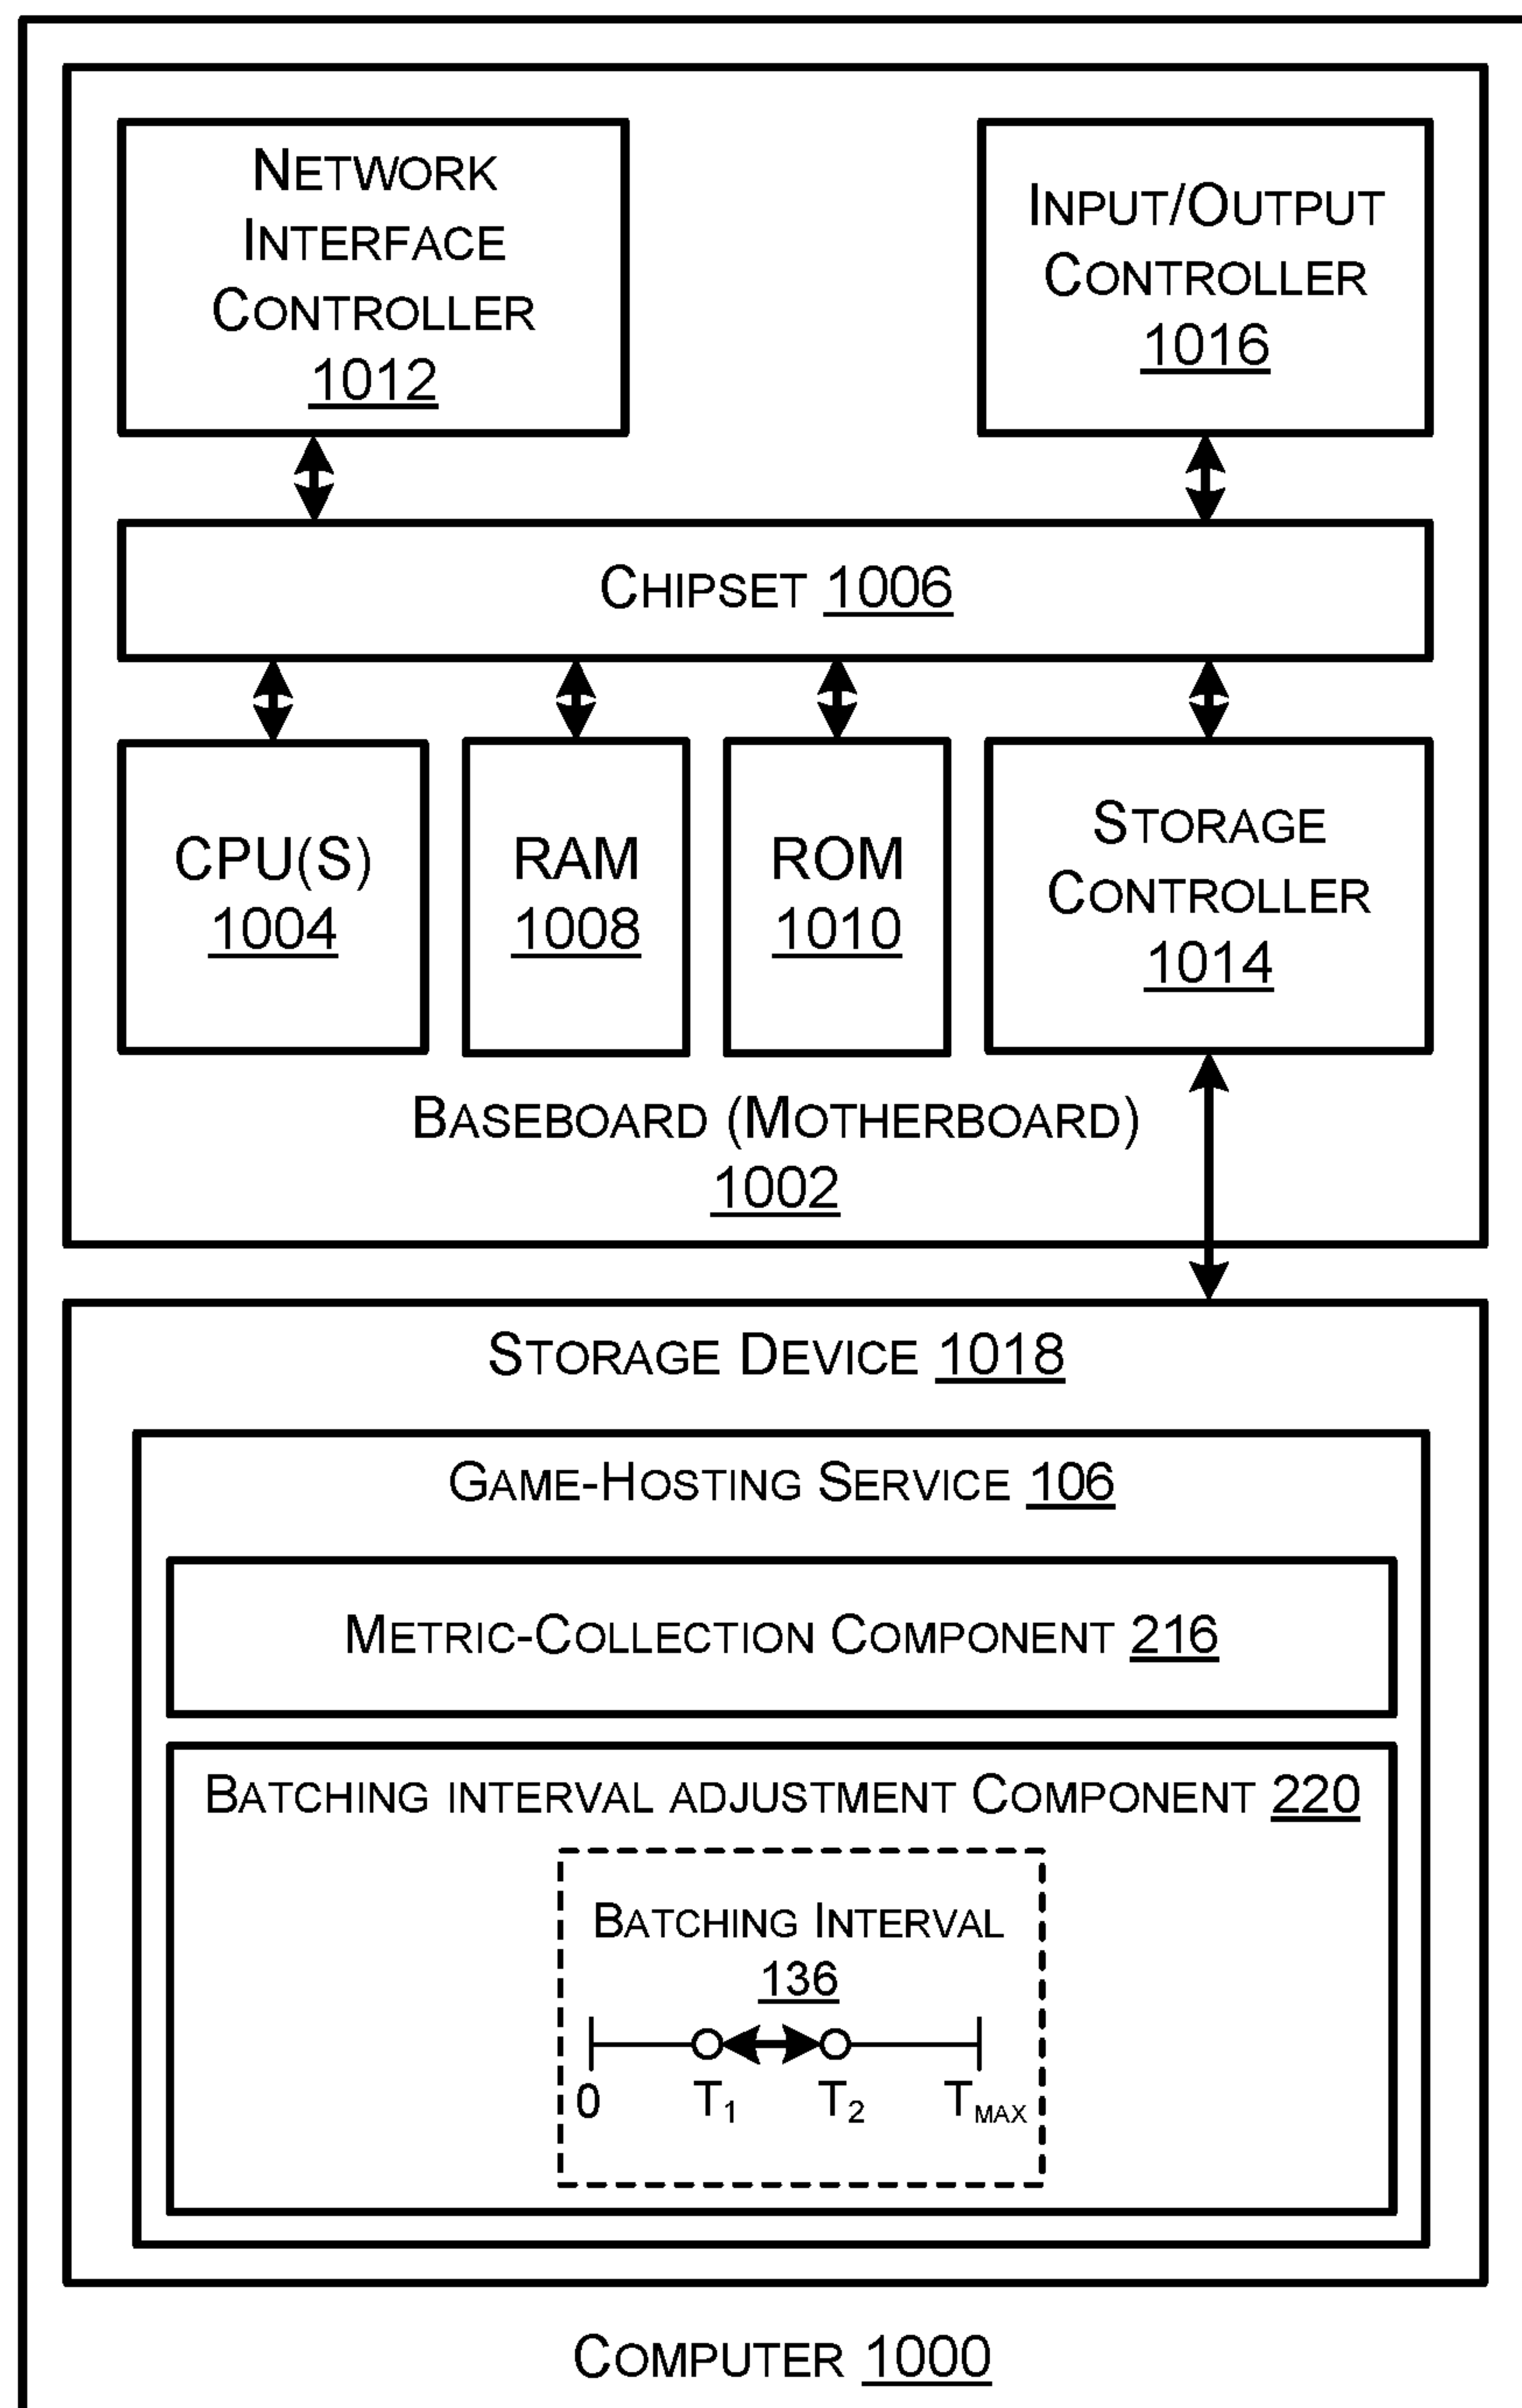 NETWORK
INTERFACE
CONTROLLER
1012
INPUT/OUTPUT
CONTROLLER
1016
CHIPSET 1006
CPU(S)
1004
RAM
1008
ROM
1010
STORAGE
CONTROLLER
1014
BASEBOARD (MOTHERBOARD)
1002
STORAGE DEVICE 1018
GAME-HOSTING SERVICE 106
METRIC-COLLECTION COMPONENT 216
BATCHING INTERVAL ADJUSTMENT COMPONENT 220
BATCHING INTERVAL
136
0 T1 T2 TMAX
COMPUTER 1000